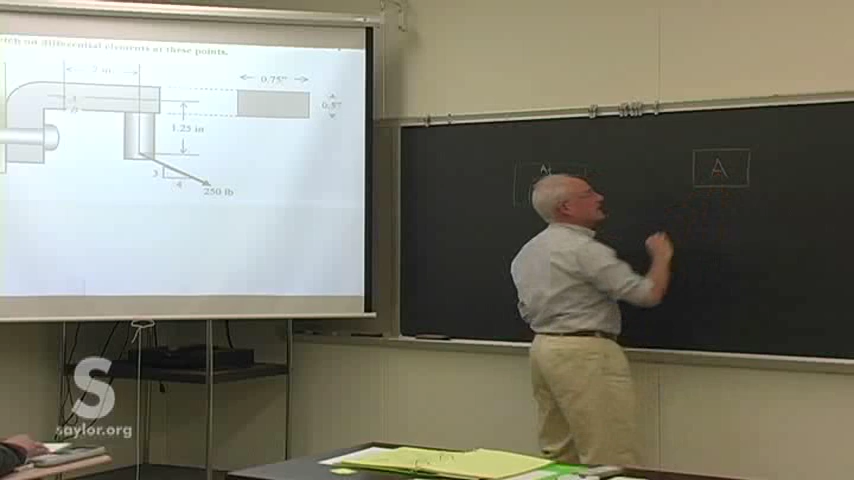 etch on differential elements at these points.
2 in
0.75"
A
B
0.5"
1.25 in
3
4
250 lb
A
S
saylor.org